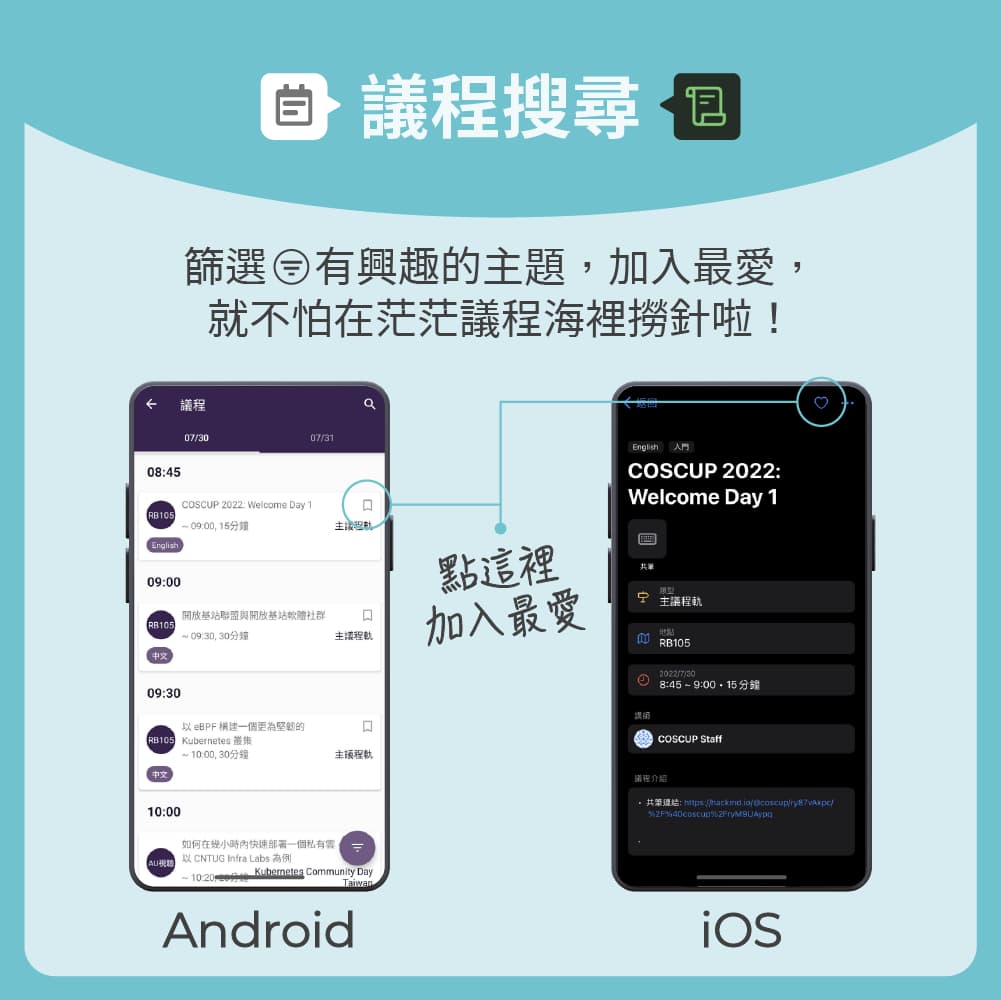 議程搜尋
篩選有興趣的主題，加入最愛，
就不怕在茫茫議程海裡撈針啦！
議程
07/30
07/31
08:45
RB105
COSCUP 2022: Welcome Day 1
~ 09:00, 15分鐘
主議程軌
English
09:00
RB105
開放基站聯盟與開放基站軟體社群
~ 09:30, 30分鐘
主議程軌
中文
09:30
RB105
以 eBPF 構建一個更為堅韌的
Kubernetes 叢集
~ 10:00, 30分鐘
主議程軌
中文
10:00
AU視聽
如何在幾小時內快速部署一個私有雲
以 CNTUG Infra Labs 為例
~ 10:20, 20分鐘
Kubernetes Community Day
Taiwan
Android
點這裡
加入最愛
返回
English
入門
COSCUP 2022:
Welcome Day 1
共筆
類型
主議程軌
地點
RB105
2022/7/30
8:45 ~ 9:00 • 15 分鐘
講師
COSCUP Staff
議程介紹
• 共筆連結: https://hackmd.io/@coscup/ry87vAkpc/
%2F%40coscup%2FryM9UAypq
iOS